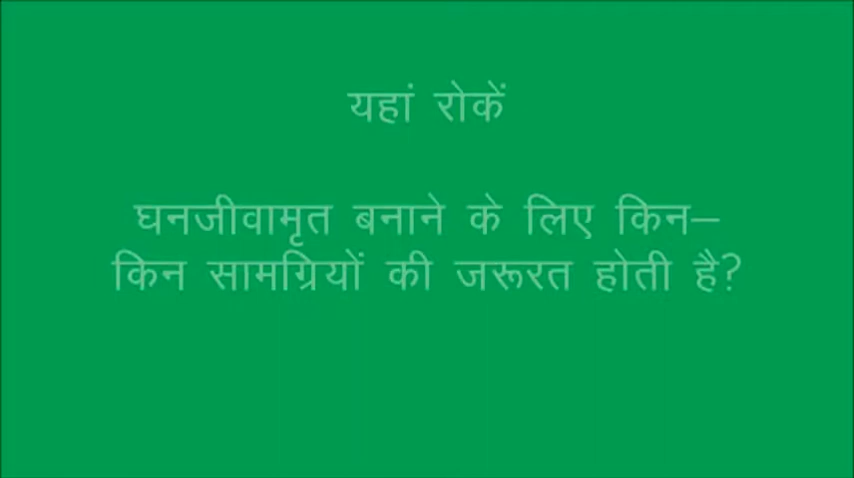 यहां रोकें
घनजीवामृत बनाने के लिए किन–
किन सामग्रियों की जरूरत होती है?